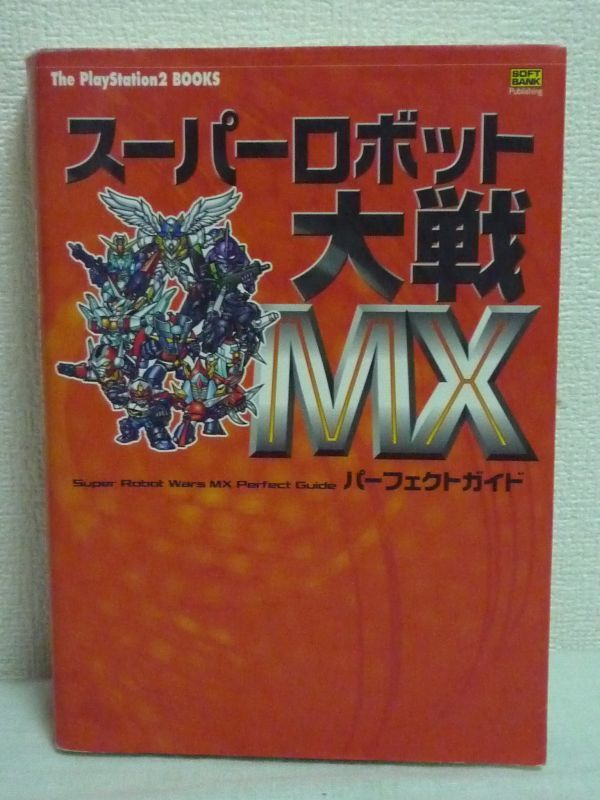 The PlayStation2 BOOKS
SOFT
BANK
Publishing
スーパーロボット
大戦
MX
Super Robot Wars MX Perfect Guide パーフェクトガイド